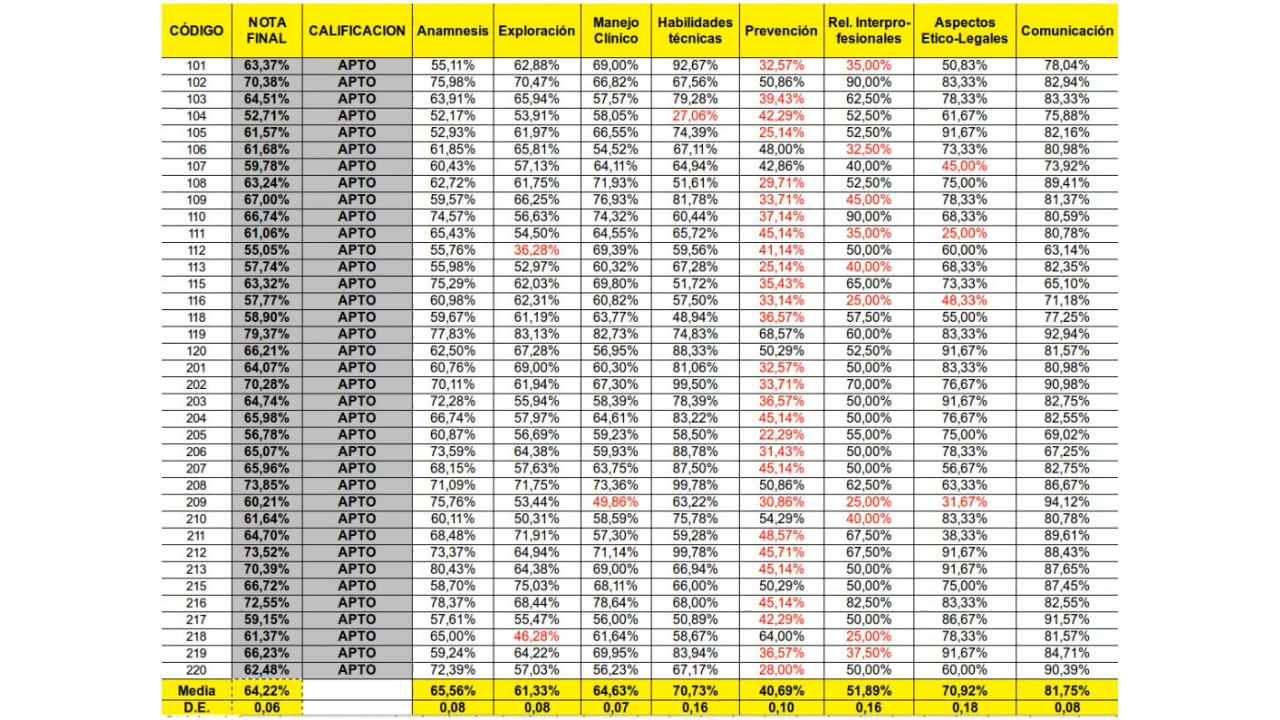 CÓDIGO NOTA FINAL CALIFICACION Anamnesis Exploración Manejo Clínico Habilidades técnicas Prevención Rel. Interpro-fesionales Aspectos Etico-Legales Comunicación
101 63,37% APTO 55,11% 62,88% 69,00% 92,67% 32,57% 35,00% 50,83% 78,04%
102 70,38% APTO 75,98% 70,47% 66,82% 67,56% 50,86% 90,00% 83,33% 82,94%
103 64,51% APTO 63,91% 65,94% 57,57% 79,28% 39,43% 62,50% 78,33% 83,33%
104 52,71% APTO 52,17% 53,91% 58,05% 27,06% 42,29% 52,50% 61,67% 75,88%
105 61,57% APTO 52,93% 61,97% 66,55% 74,39% 25,14% 52,50% 91,67% 82,16%
106 61,68% APTO 61,85% 65,81% 54,52% 67,11% 48,00% 32,50% 73,33% 80,98%
107 59,78% APTO 60,43% 57,13% 64,11% 64,94% 42,86% 40,00% 45,00% 73,92%
108 63,24% APTO 62,72% 61,75% 71,93% 51,61% 29,71% 52,50% 75,00% 89,41%
109 67,00% APTO 59,57% 66,25% 76,93% 81,78% 33,71% 45,00% 78,33% 81,37%
110 66,74% APTO 74,57% 56,63% 74,32% 60,44% 37,14% 90,00% 68,33% 80,59%
111 61,06% APTO 65,43% 54,50% 64,55% 65,72% 45,14% 35,00% 25,00% 80,78%
112 55,05% APTO 55,76% 36,28% 69,39% 59,56% 41,14% 50,00% 60,00% 63,14%
113 57,74% APTO 55,98% 52,97% 60,32% 67,28% 25,14% 40,00% 68,33% 82,35%
115 63,32% APTO 75,29% 62,03% 69,80% 51,72% 35,43% 65,00% 73,33% 65,10%
116 57,77% APTO 60,98% 62,31% 60,82% 57,50% 33,14% 25,00% 48,33% 71,18%
118 58,90% APTO 59,67% 61,19% 63,77% 48,94% 36,57% 57,50% 55,00% 77,25%
119 79,37% APTO 77,83% 83,13% 82,73% 74,83% 68,57% 60,00% 83,33% 92,94%
120 66,21% APTO 62,50% 67,28% 56,95% 88,33% 50,29% 52,50% 91,67% 81,57%
201 64,07% APTO 60,76% 69,00% 60,30% 81,06% 32,57% 50,00% 83,33% 80,98%
202 70,28% APTO 70,11% 61,94% 67,30% 99,50% 33,71% 70,00% 76,67% 90,98%
203 64,74% APTO 72,28% 55,94% 58,39% 78,39% 36,57% 50,00% 91,67% 82,75%
204 65,98% APTO 66,74% 57,97% 64,61% 83,22% 45,14% 50,00% 76,67% 82,55%
205 56,78% APTO 60,87% 56,69% 59,23% 58,50% 22,29% 55,00% 75,00% 69,02%
206 65,07% APTO 73,59% 64,38% 59,93% 88,78% 31,43% 50,00% 78,33% 67,25%
207 65,96% APTO 68,15% 57,63% 63,75% 87,50% 45,14% 50,00% 56,67% 82,75%
208 73,85% APTO 71,09% 71,75% 73,36% 99,78% 50,86% 62,50% 63,33% 86,67%
209 60,21% APTO 75,76% 53,44% 49,86% 63,22% 30,86% 25,00% 31,67% 94,12%
210 61,64% APTO 60,11% 50,31% 58,59% 75,78% 54,29% 40,00% 83,33% 80,78%
211 64,70% APTO 68,48% 71,91% 57,30% 59,28% 48,57% 67,50% 38,33% 89,61%
212 73,52% APTO 73,37% 64,94% 71,14% 99,78% 45,71% 67,50% 91,67% 88,43%
213 70,39% APTO 80,43% 64,38% 69,00% 66,94% 45,14% 50,00% 91,67% 87,65%
215 66,72% APTO 58,70% 75,03% 68,11% 66,00% 50,29% 50,00% 75,00% 87,45%
216 72,55% APTO 78,37% 68,44% 78,64% 68,00% 45,14% 82,50% 83,33% 82,55%
217 59,15% APTO 57,61% 55,47% 56,00% 50,89% 42,29% 50,00% 86,67% 91,57%
218 61,37% APTO 65,00% 46,28% 61,64% 58,67% 64,00% 25,00% 78,33% 81,57%
219 66,23% APTO 59,24% 64,22% 69,95% 83,94% 36,57% 37,50% 91,67% 84,71%
220 62,48% APTO 72,39% 57,03% 56,23% 67,17% 28,00% 50,00% 60,00% 90,39%
Media 64,22% 65,56% 61,33% 64,63% 70,73% 40,69% 51,89% 70,92% 81,75%
D.E. 0,06 0,08 0,08 0,07 0,16 0,10 0,16 0,18 0,08